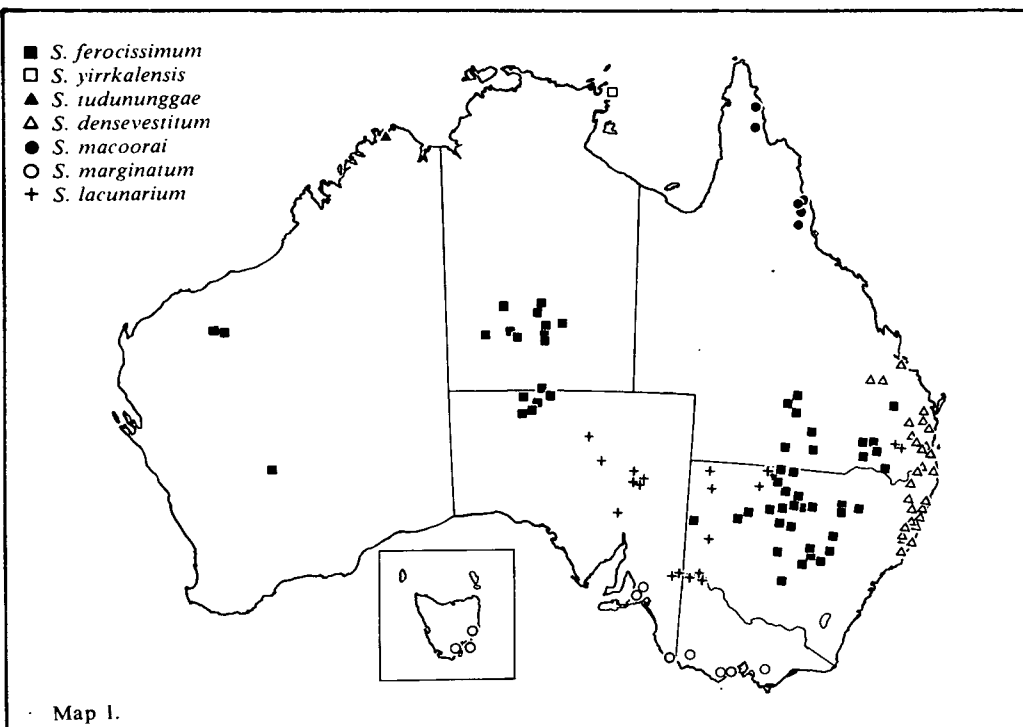 S. ferocissimum
S. yirrkalensis
S. tudununggae
S. densevestitum
S. macoorai
S. marginatum
S. lacunarium
Map 1.